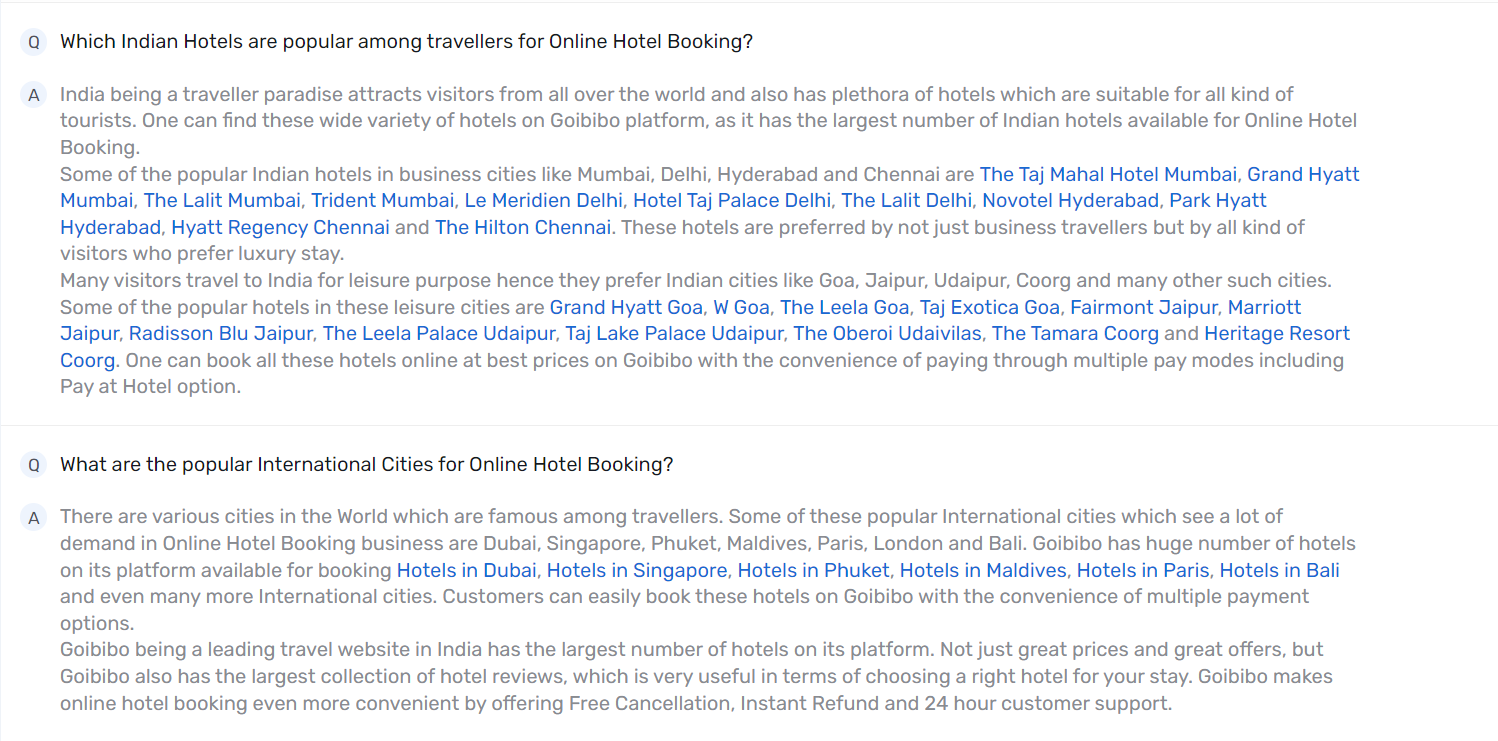 Q Which Indian Hotels are popular among travellers for Online Hotel Booking?
A India being a traveller paradise attracts visitors from all over the world and also has plethora of hotels which are suitable for all kind of
tourists. One can find these wide variety of hotels on Goibibo platform, as it has the largest number of Indian hotels available for Online Hotel
Booking.
Some of the popular Indian hotels in business cities like Mumbai, Delhi, Hyderabad and Chennai are The Taj Mahal Hotel Mumbai, Grand Hyatt
Mumbai, The Lalit Mumbai, Trident Mumbai, Le Meridien Delhi, Hotel Taj Palace Delhi, The Lalit Delhi, Novotel Hyderabad, Park Hyatt
Hyderabad, Hyatt Regency Chennai and The Hilton Chennai. These hotels are preferred by not just business travellers but by all kind of
visitors who prefer luxury stay.
Many visitors travel to India for leisure purpose hence they prefer Indian cities like Goa, Jaipur, Udaipur, Coorg and many other such cities.
Some of the popular hotels in these leisure cities are Grand Hyatt Goa, W Goa, The Leela Goa, Taj Exotica Goa, Fairmont Jaipur, Marriott
Jaipur, Radisson Blu Jaipur, The Leela Palace Udaipur, Taj Lake Palace Udaipur, The Oberoi Udaivilas, The Tamara Coorg and Heritage Resort
Coorg. One can book all these hotels online at best prices on Goibibo with the convenience of paying through multiple pay modes including
Pay at Hotel option.
Q What are the popular International Cities for Online Hotel Booking?
A There are various cities in the World which are famous among travellers. Some of these popular International cities which see a lot of
demand in Online Hotel Booking business are Dubai, Singapore, Phuket, Maldives, Paris, London and Bali. Goibibo has huge number of hotels
on its platform available for booking Hotels in Dubai, Hotels in Singapore, Hotels in Phuket, Hotels in Maldives, Hotels in Paris, Hotels in Bali
and even many more International cities. Customers can easily book these hotels on Goibibo with the convenience of multiple payment
options.
Goibibo being a leading travel website in India has the largest number of hotels on its platform. Not just great prices and great offers, but
Goibibo also has the largest collection of hotel reviews, which is very useful in terms of choosing a right hotel for your stay. Goibibo makes
online hotel booking even more convenient by offering Free Cancellation, Instant Refund and 24 hour customer support.